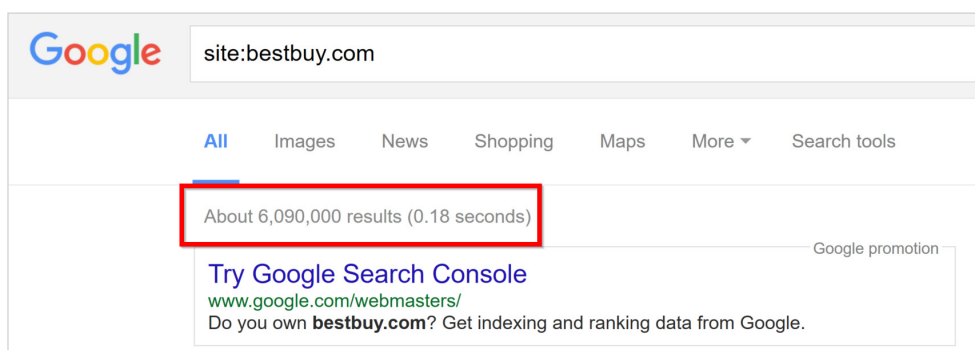 Google
site:bestbuy.com
All Images News Shopping Maps More Search tools
About 6,090,000 results (0.18 seconds)
Google promotion
Try Google Search Console
www.google.com/webmasters/
Do you own bestbuy.com? Get indexing and ranking data from Google.